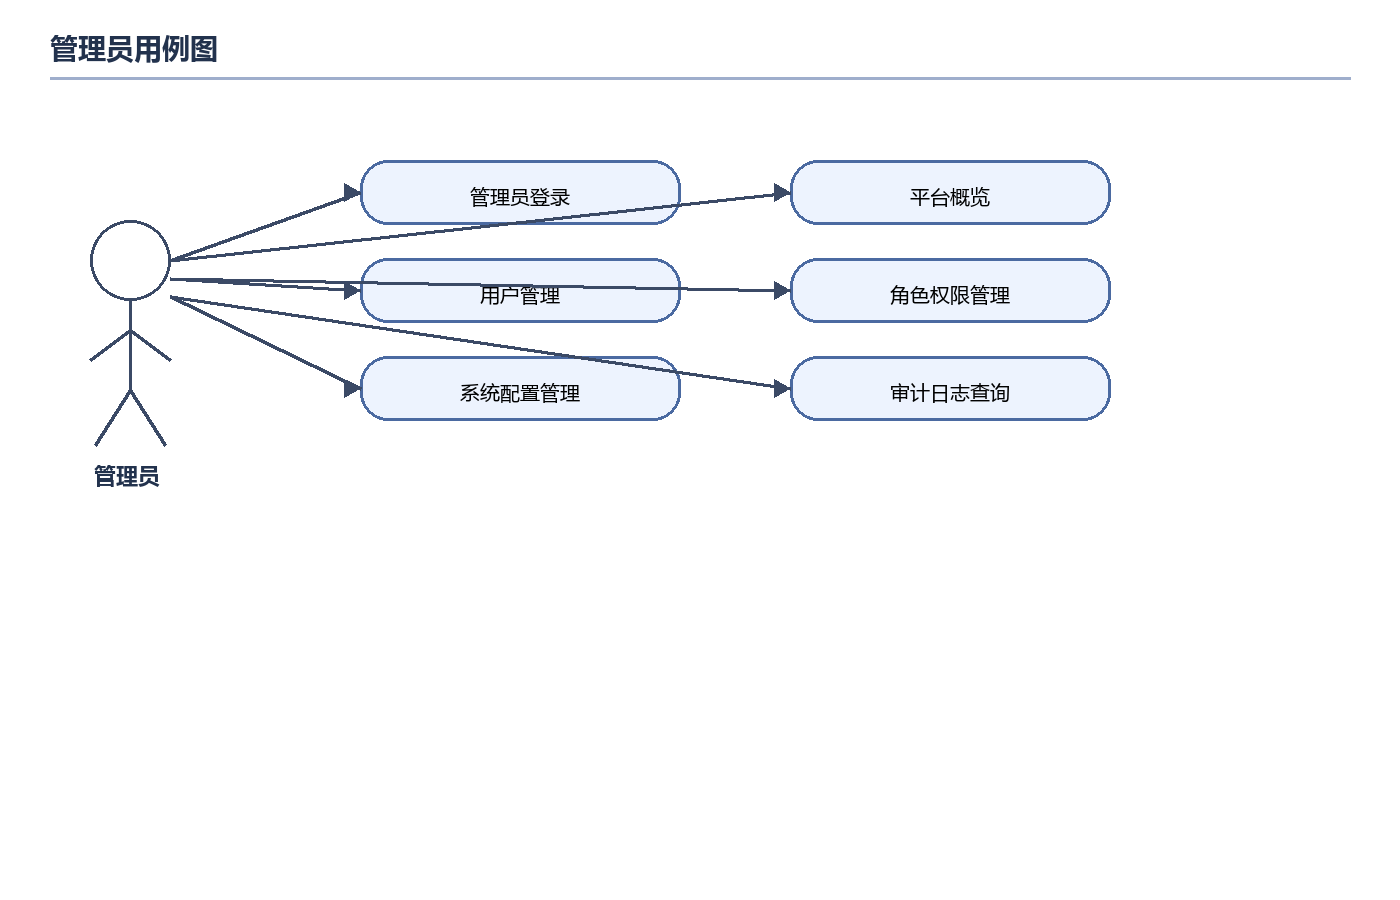 管理员用例图
管理员登录
平台概览
用户管理
角色权限管理
系统配置管理
审计日志查询
管理员